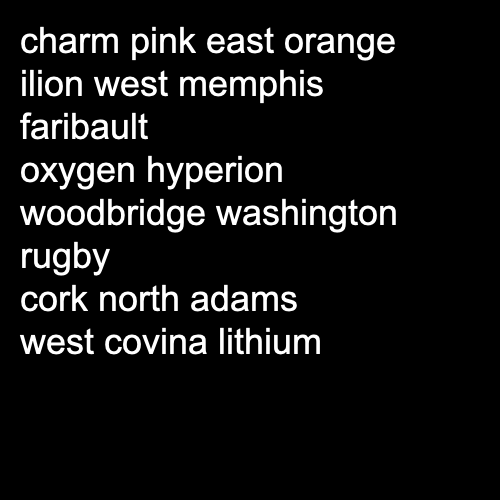 charm pink east orange
ilion west memphis
faribault
oxygen hyperion
woodbridge washington
rugby
cork north adams
west covina lithium